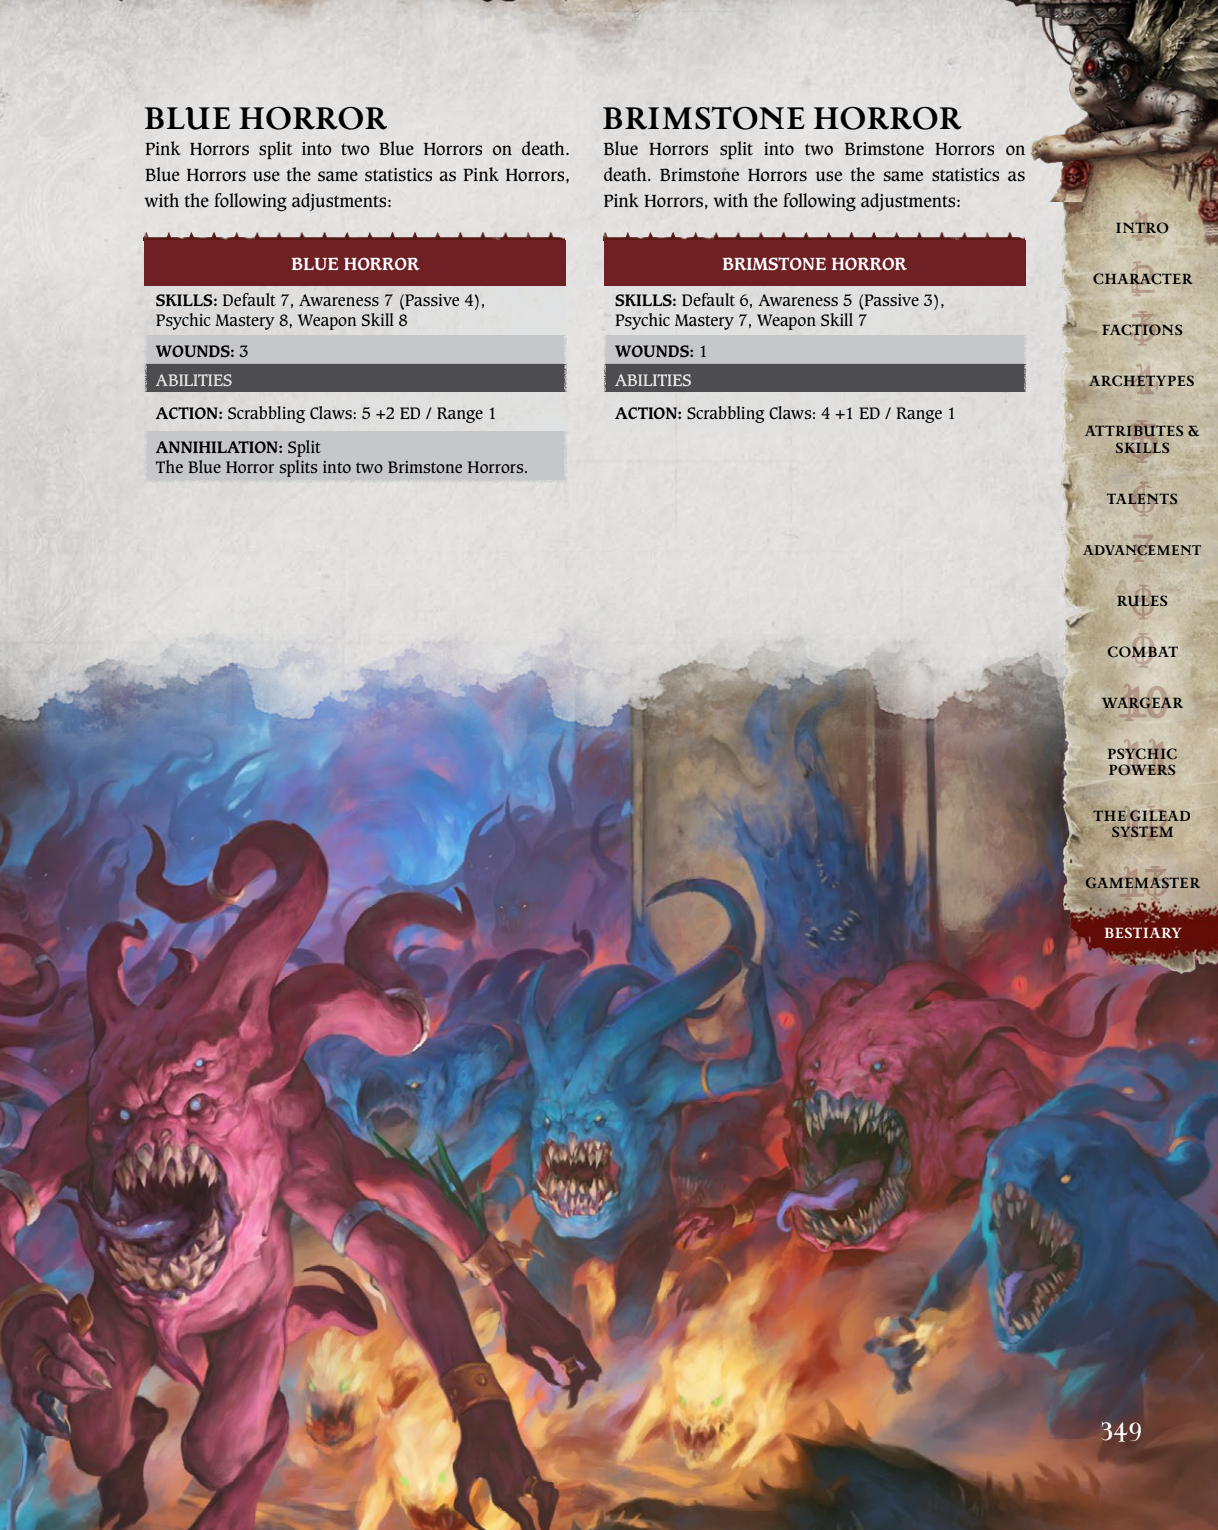 BLUE HORROR
Pink Horrors split into two Blue Horrors on death.
Blue Horrors use the same statistics as Pink Horrors,
with the following adjustments:
BLUE HORROR
SKILLS: Default 7, Awareness 7 (Passive 4),
Psychic Mastery 8, Weapon Skill 8
WOUNDS: 3
ABILITIES
ACTION: Scrabbling Claws: 5 +2 ED / Range 1
ANNIHILATION: Split
The Blue Horror splits into two Brimstone Horrors.
BRIMSTONE HORROR
Blue Horrors split into two Brimstone Horrors on
death. Brimstone Horrors use the same statistics as
Pink Horrors, with the following adjustments:
BRIMSTONE HORROR
SKILLS: Default 6, Awareness 5 (Passive 3),
Psychic Mastery 7, Weapon Skill 7
WOUNDS: 1
ABILITIES
ACTION: Scrabbling Claws: 4 +1 ED / Range 1
INTRO
CHARACTER
FACTIONS
ARCHETYPES
ATTRIBUTES &
SKILLS
TALENTS
ADVANCEMENT
RULES
COMBAT
WARGEAR
PSYCHIC
POWERS
THE GILEAD
SYSTEM
GAMEMASTER
BESTIARY
349